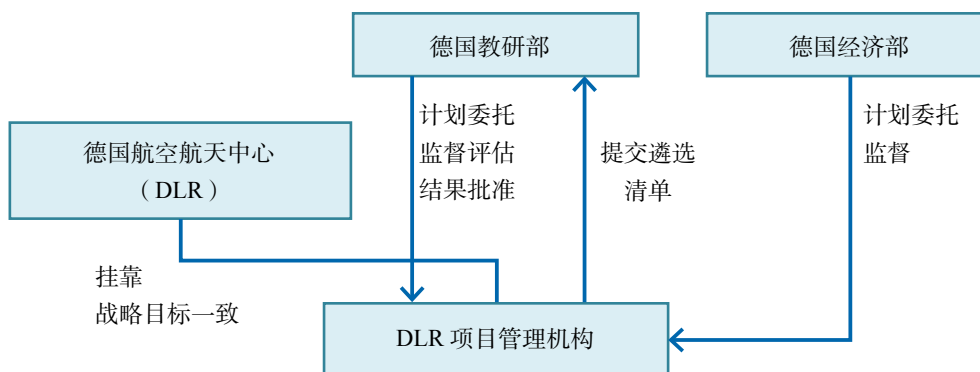 德国教研部
德国经济部
德国航空航天中心
（DLR）
计划委托
监督评估
结果批准
提交遴选
清单
计划委托
监督
挂靠
战略目标一致
DLR 项目管理机构